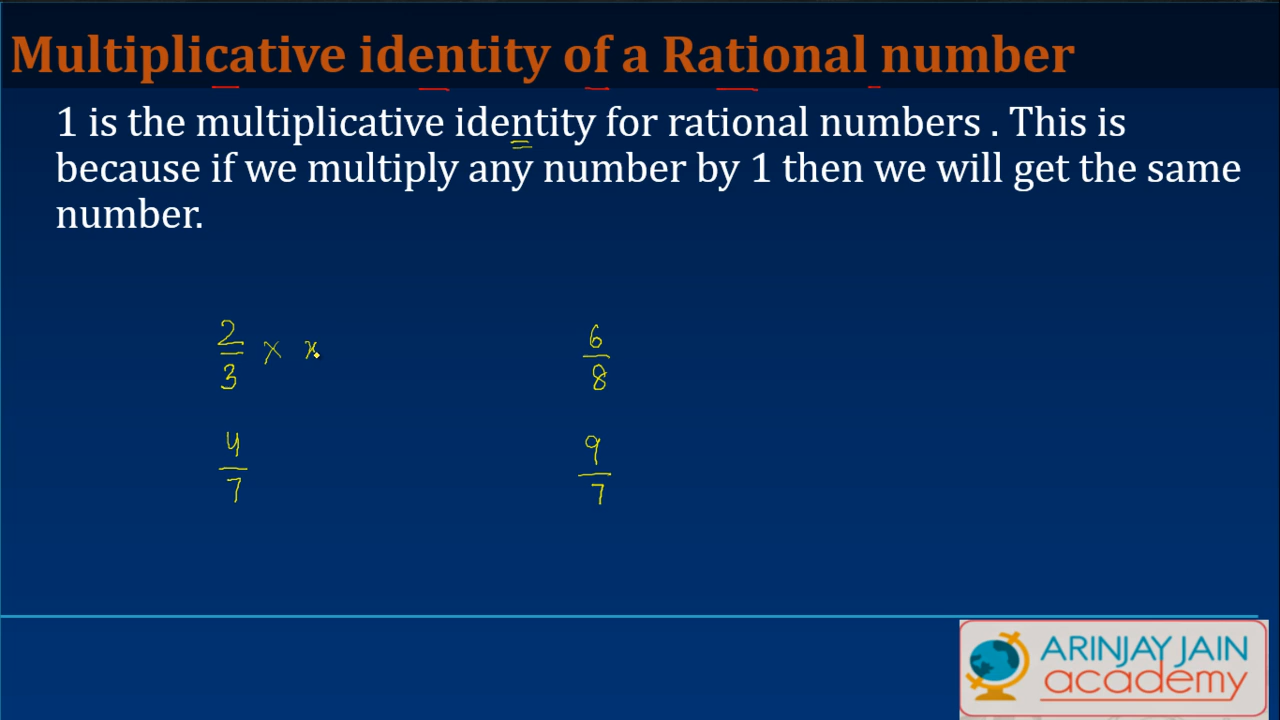 Multiplicative identity of a Rational number
1 is the multiplicative identity for rational numbers . This is
because if we multiply any number by 1 then we will get the same
number.
2/3 × x
6/8
4/7
9/7
ARINJAY JAIN
academy